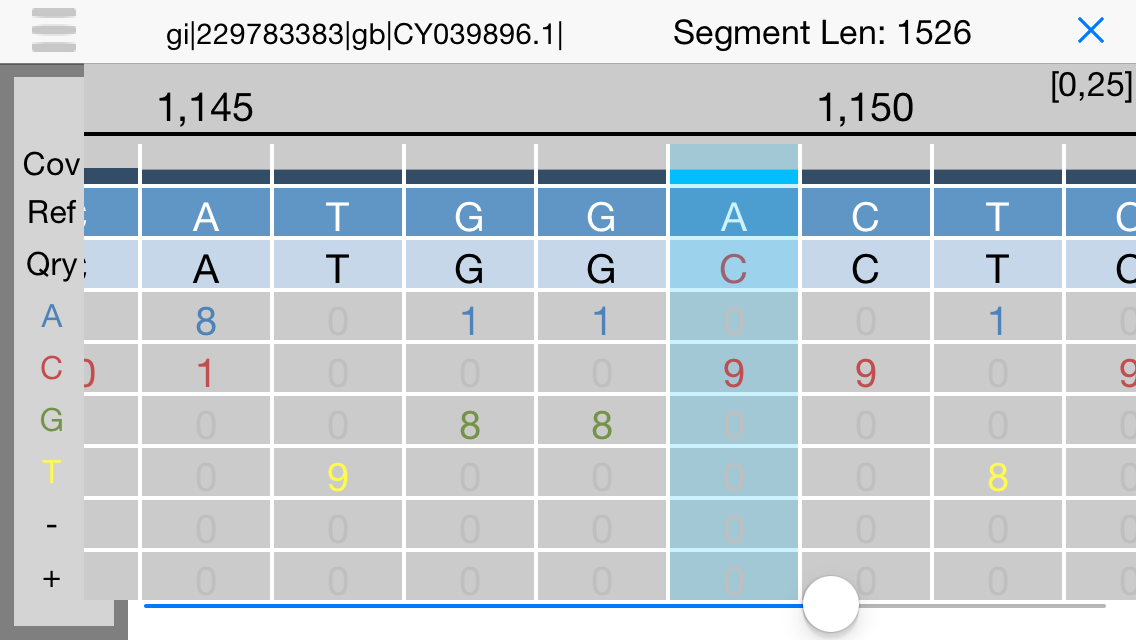 gi|229783383|gb|CY039896.1| Segment Len: 1526
[0,25]
1,145 1,150
Cov
Ref A T G G A C T C
Qry A T G G C C T C
A 8 0 1 1 0 0 1 0
C 0 1 0 0 0 9 9 0 9
G 0 0 8 8 0 0 0 0
T 0 9 0 0 0 0 8 0
- 0 0 0 0 0 0 0 0
+ 0 0 0 0 0 0 0 0